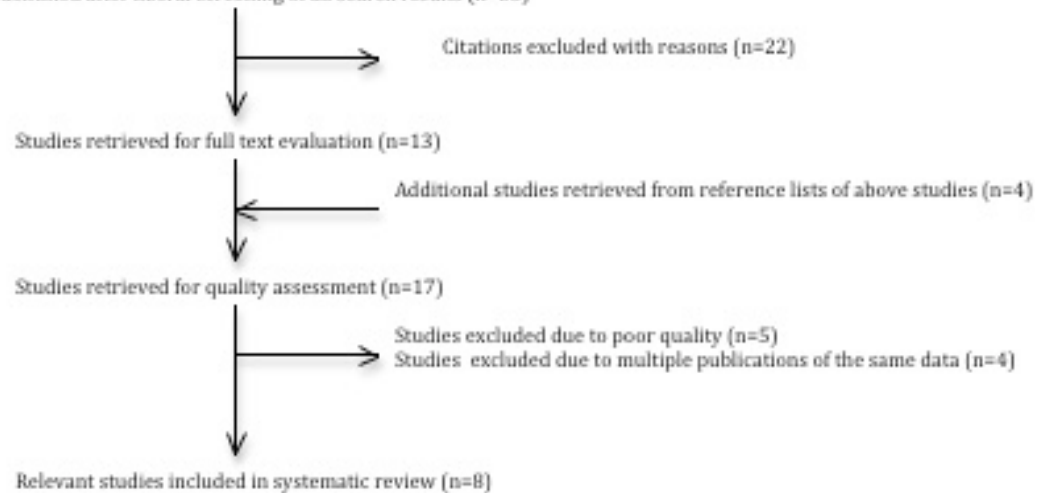 Citations excluded with reasons (n=22)
Studies retrieved for full text evaluation (n=13)
Additional studies retrieved from reference lists of above studies (n=4)
Studies retrieved for quality assessment (n=17)
Studies excluded due to poor quality (n=5)
Studies excluded due to multiple publications of the same data (n=4)
Relevant studies included in systematic review (n=8)